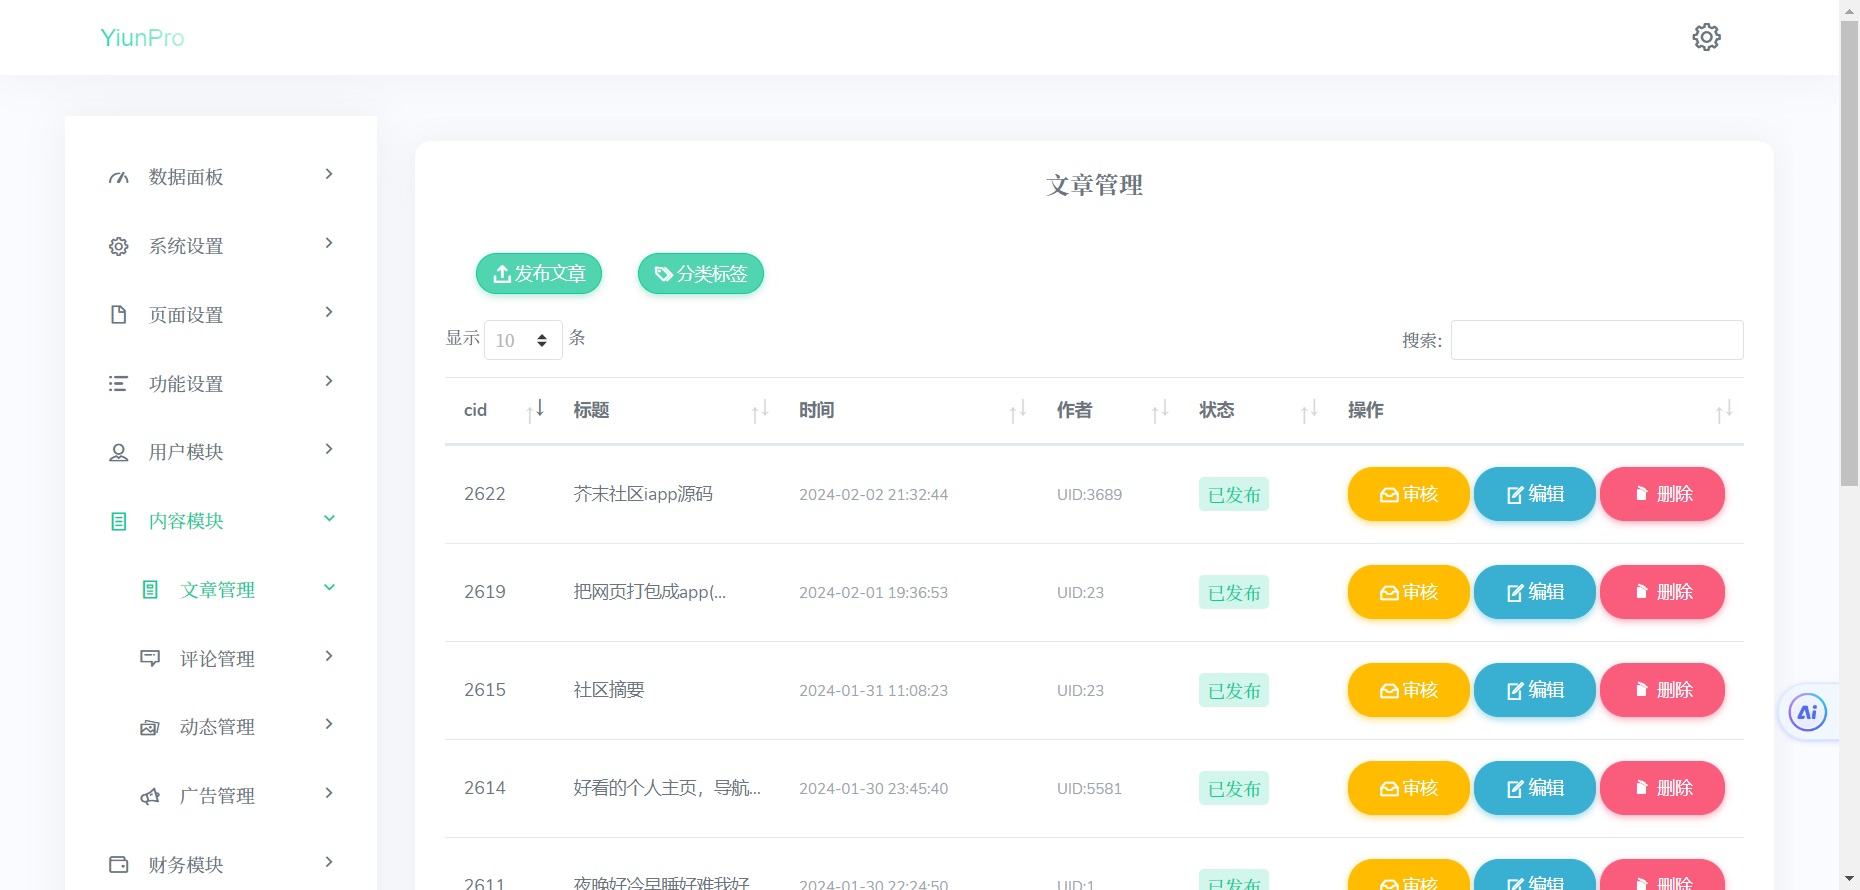 YiunPro
数据面板
系统设置
页面设置
功能设置
用户模块
内容模块
文章管理
评论管理
动态管理
广告管理
财务模块
文章管理
发布文章 分类标签
显示 10 条 搜索:
cid 标题 时间 作者 状态 操作
2622 芥末社区iapp源码 2024-02-02 21:32:44 UID:3689 已发布 审核 编辑 删除
2619 把网页打包成app(... 2024-02-01 19:36:53 UID:23 已发布 审核 编辑 删除
2615 社区摘要 2024-01-31 11:08:23 UID:23 已发布 审核 编辑 删除
2614 好看的个人主页，导航... 2024-01-30 23:45:40 UID:5581 已发布 审核 编辑 删除
2611 夜晚好冷早睡好难我好 2024-01-30 22:24:50 UID:1 已发布 审核 编辑 删除
Ai